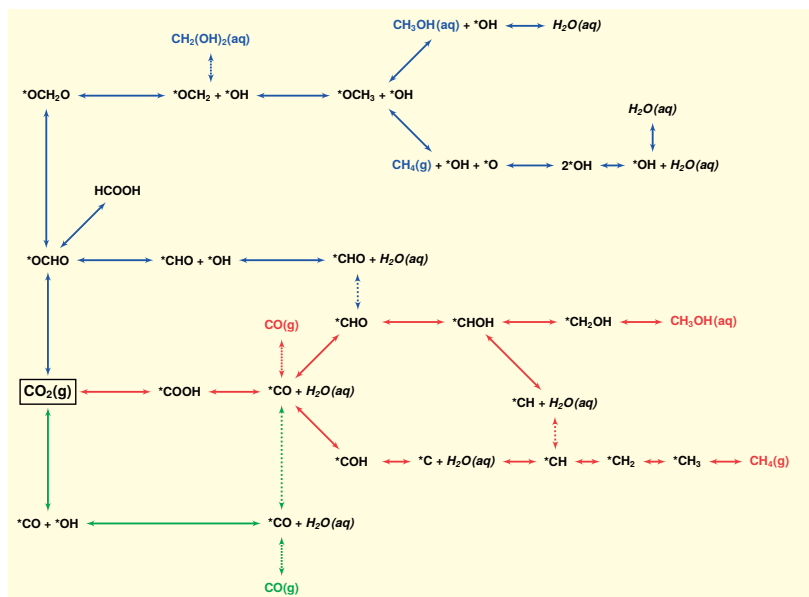 CH₃OH(aq) + *OH H₂O(aq)
CH₂(OH)₂(aq)
*OCH₂O *OCH₂ + *OH *OCH₃ + *OH
H₂O(aq)
CH₄(g) + *OH + *O 2*OH *OH + H₂O(aq)
HCOOH
*OCHO *CHO + *OH *CHO + H₂O(aq)
CO(g) *CHO *CHOH *CH₂OH CH₃OH(aq)
CO₂(g) *COOH *CO + H₂O(aq)
*CH + H₂O(aq)
*COH *C + H₂O(aq) *CH *CH₂ *CH₃ CH₄(g)
*CO + *OH *CO + H₂O(aq)
CO(g)